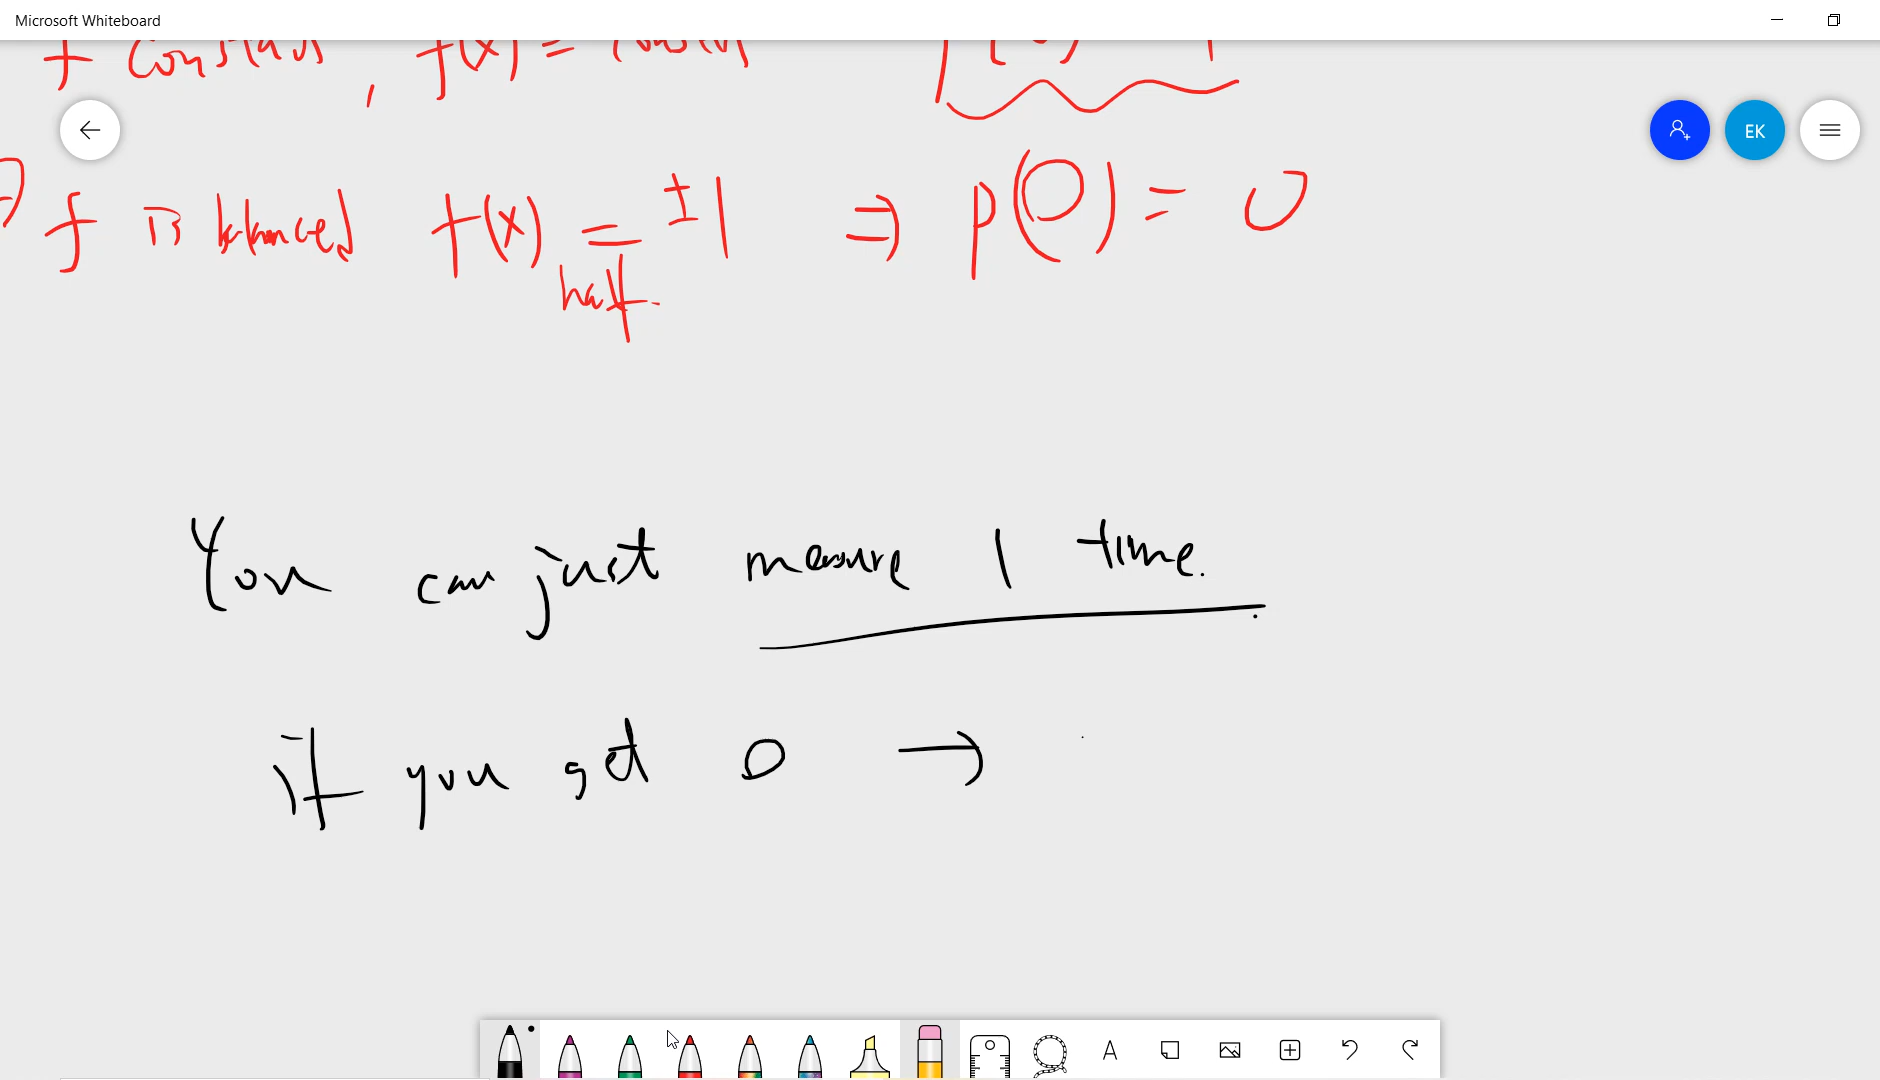 Microsoft Whiteboard
f constant, f(x) =
EK
f is balanced f(x) = ±1 ⇒ p(0) = 0
half.
You can just measure 1 time.
if you get 0 →
A